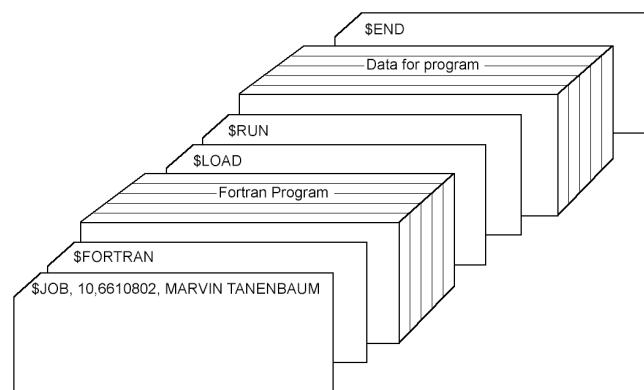 $END
Data for program
$RUN
$LOAD
Fortran Program
$FORTRAN
$JOB, 10,6610802, MARVIN TANENBAUM